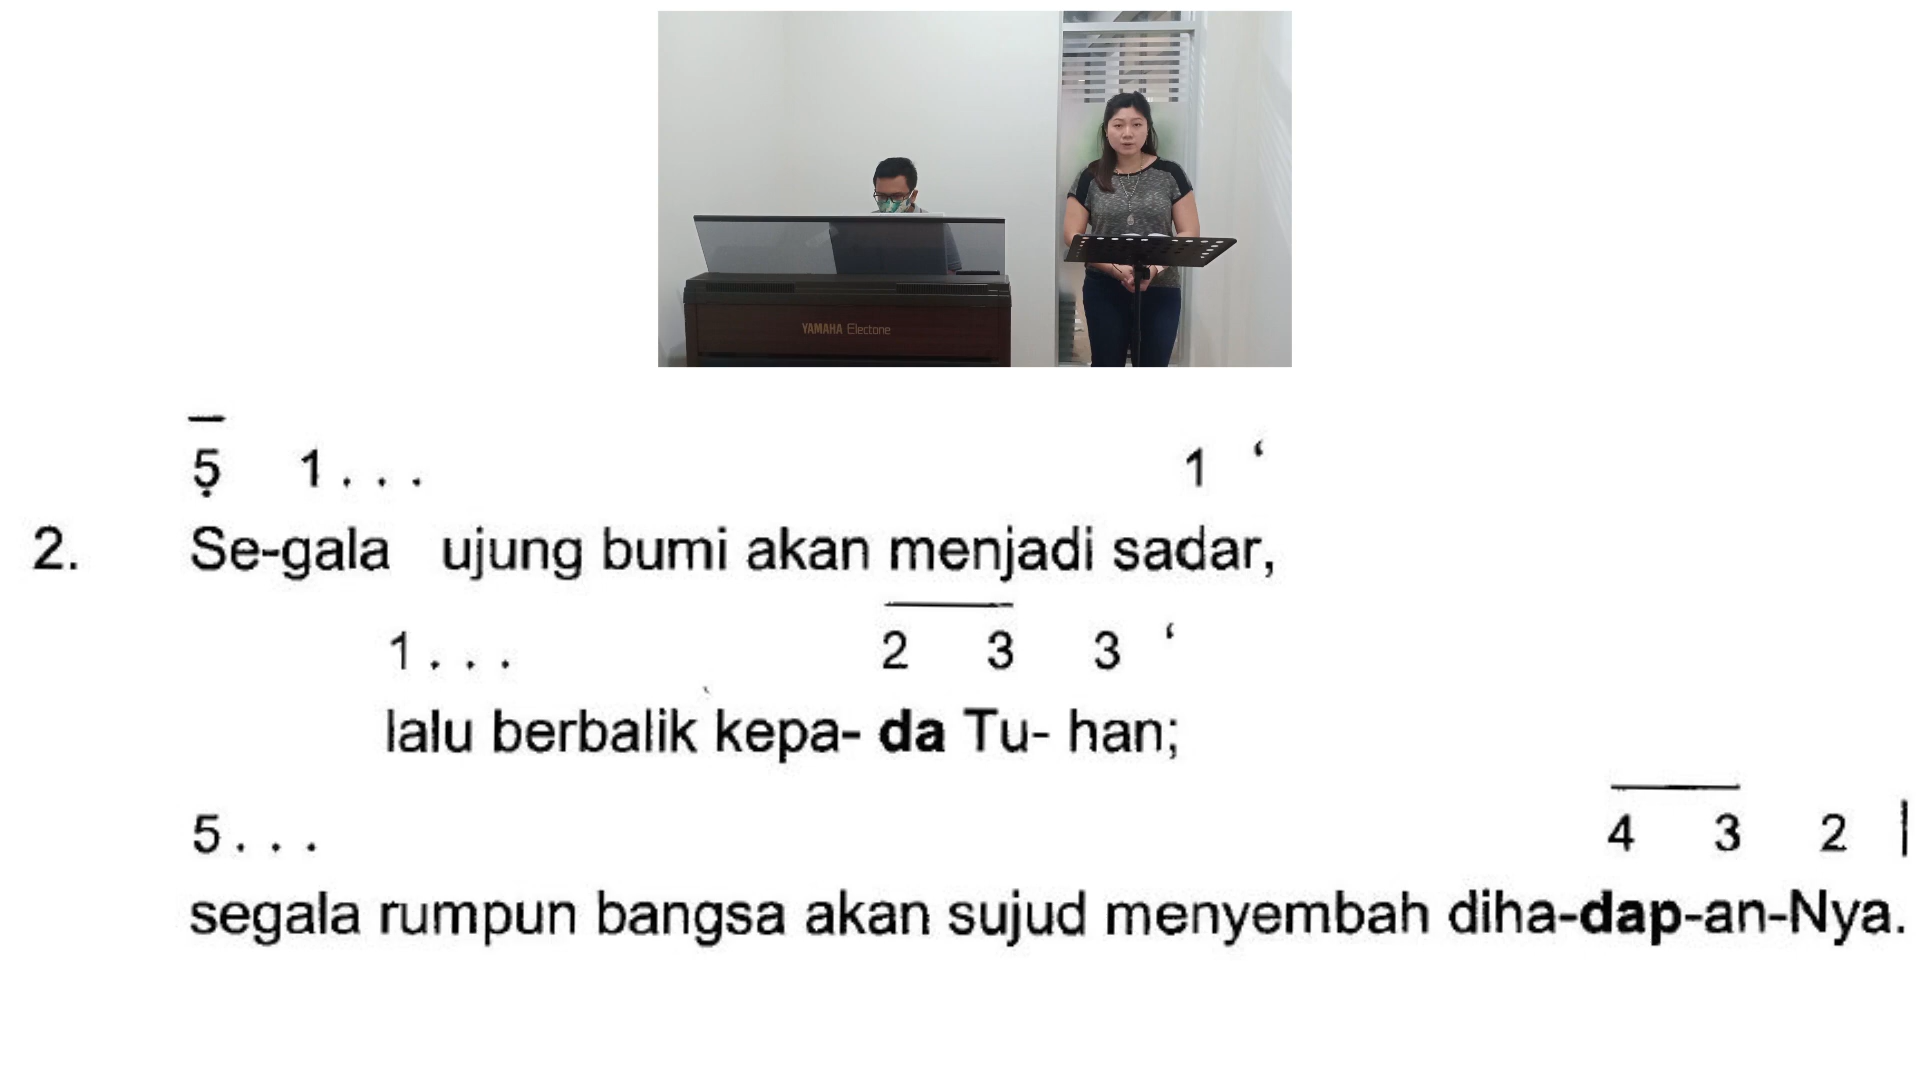 YAMAHA Electone
5 1 . . . 1 ‘
2. Se-gala ujung bumi akan menjadi sadar,
1 . . . 2 3 3 ‘
lalu berbalik kepa- da Tu- han;
5 . . . 4 3 2 |
segala rumpun bangsa akan sujud menyembah diha-dap-an-Nya.